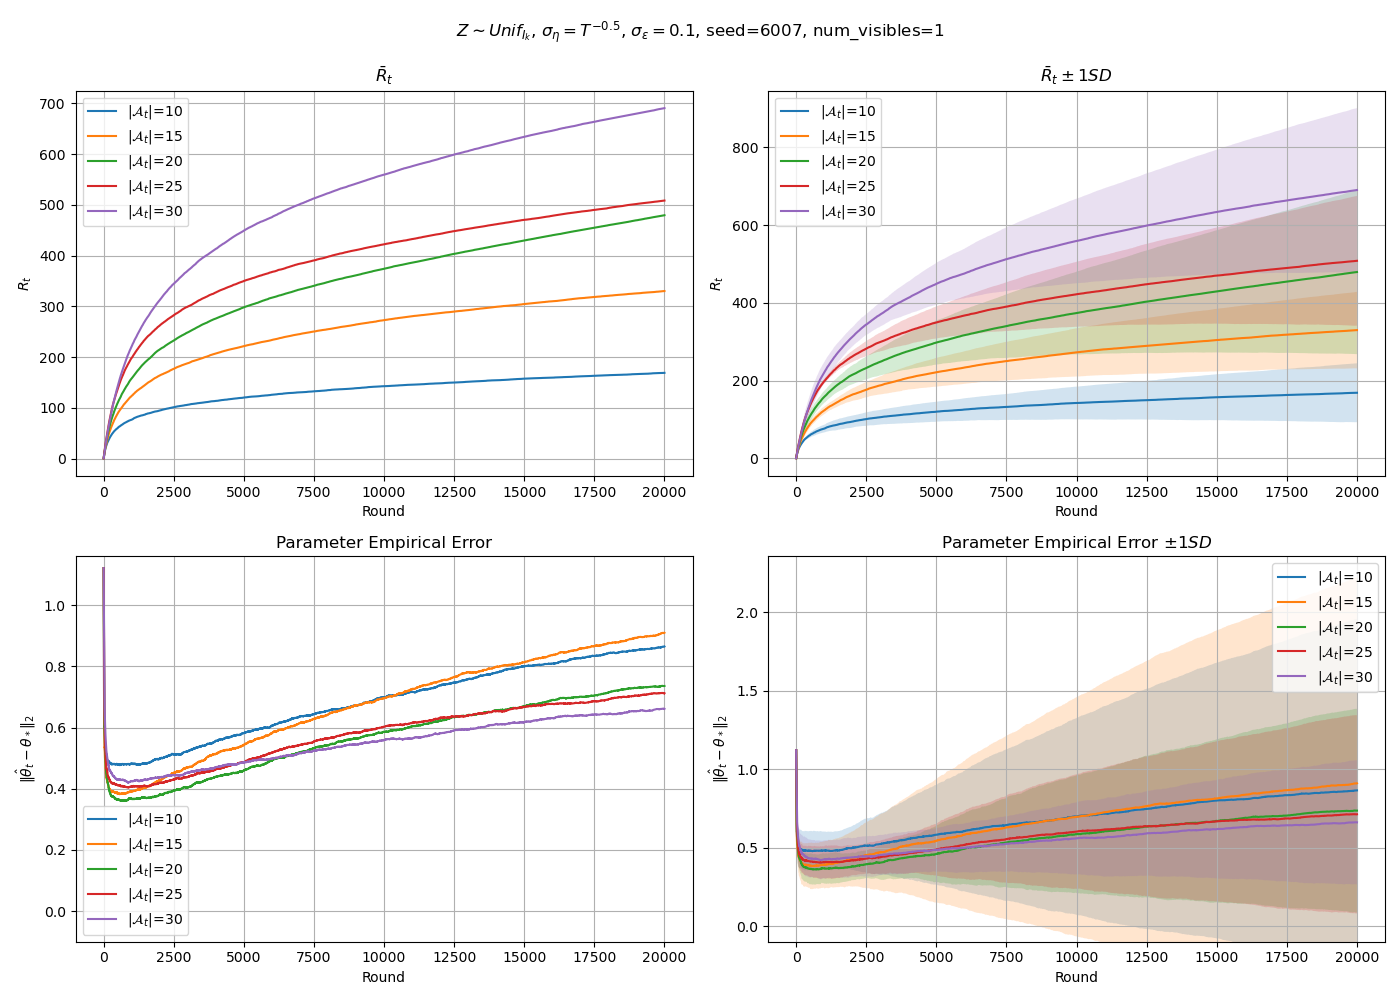 Z ∼ Unif_{I_k}, σ_η = T^{−0.5}, σ_ε = 0.1, seed=6007, num_visibles=1
R̄_t
700
600
500
400
300
200
100
0
R_t
|𝒜_t|=10
|𝒜_t|=15
|𝒜_t|=20
|𝒜_t|=25
|𝒜_t|=30
0 2500 5000 7500 10000 12500 15000 17500 20000
Round
R̄_t ± 1SD
800
600
400
200
0
R_t
|𝒜_t|=10
|𝒜_t|=15
|𝒜_t|=20
|𝒜_t|=25
|𝒜_t|=30
0 2500 5000 7500 10000 12500 15000 17500 20000
Round
Parameter Empirical Error
1.0
0.8
0.6
0.4
0.2
0.0
‖θ̂_t − θ_*‖_2
|𝒜_t|=10
|𝒜_t|=15
|𝒜_t|=20
|𝒜_t|=25
|𝒜_t|=30
0 2500 5000 7500 10000 12500 15000 17500 20000
Round
Parameter Empirical Error ±1SD
2.0
1.5
1.0
0.5
0.0
‖θ̂_t − θ_*‖_2
|𝒜_t|=10
|𝒜_t|=15
|𝒜_t|=20
|𝒜_t|=25
|𝒜_t|=30
0 2500 5000 7500 10000 12500 15000 17500 20000
Round